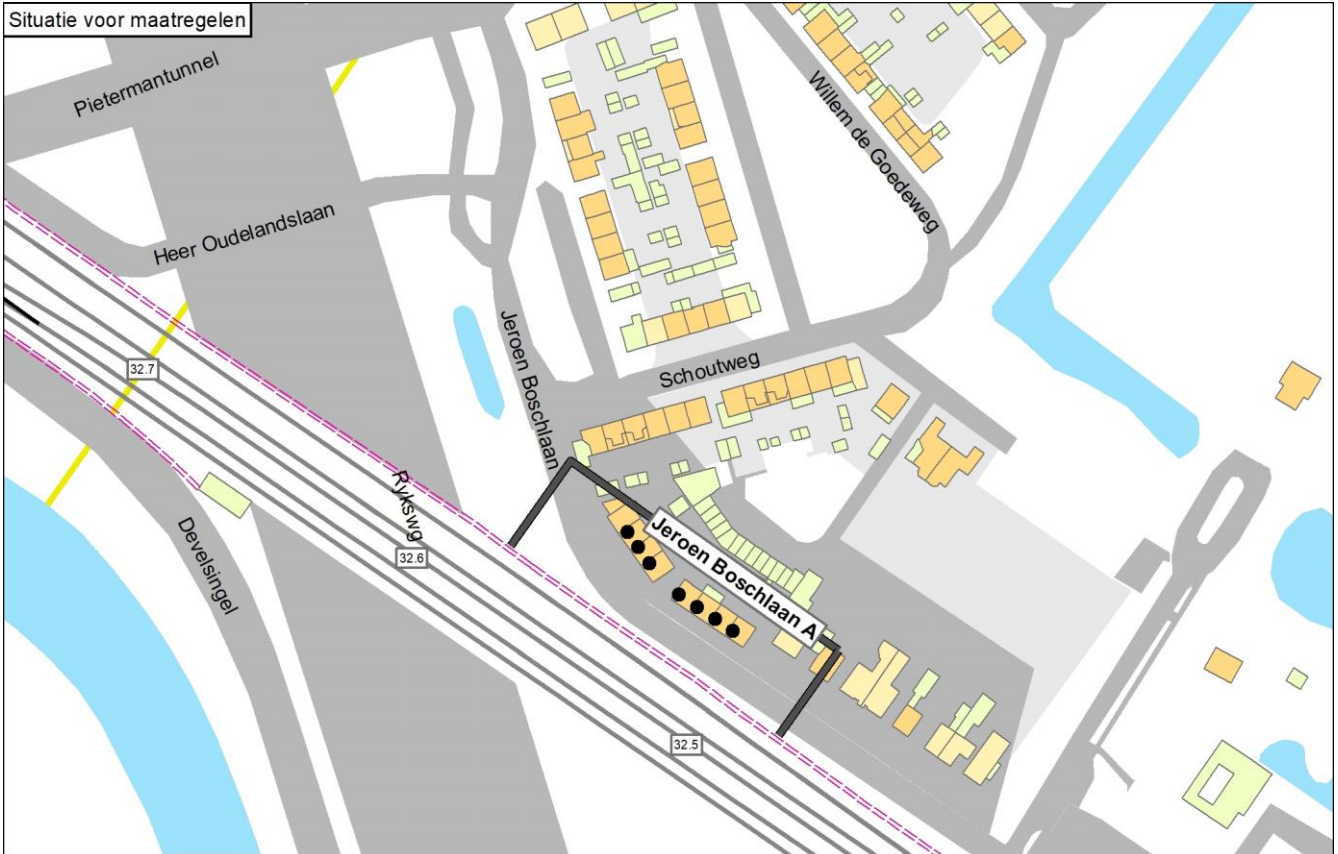 Situatie voor maatregelen
Pietermantunnel
Willem de Goedeweg
Heer Oudelandslaan
Jeroen Boschlaan
32.7
Schoutweg
Rykswg
32.6
Develsingel
Jeroen Boschlaan A
32.5